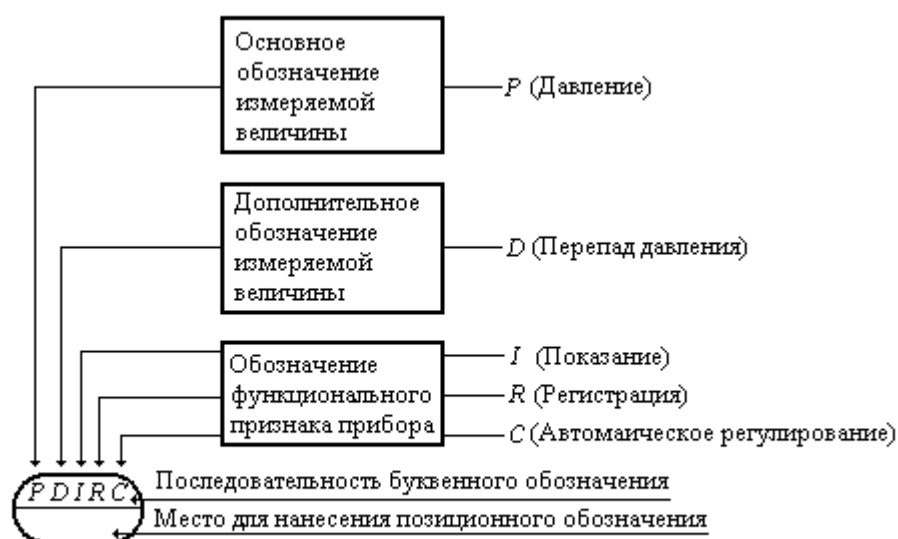 Основное
обозначение
измеряемой
величины
P (Давление)
Дополнительное
обозначение
измеряемой
величины
D (Перепад давления)
Обозначение
функционального
признака прибора
I (Показание)
R (Регистрация)
C (Автомаическое регулирование)
PDIRC
Последовательность буквенного обозначения
Место для нанесения позиционного обозначения